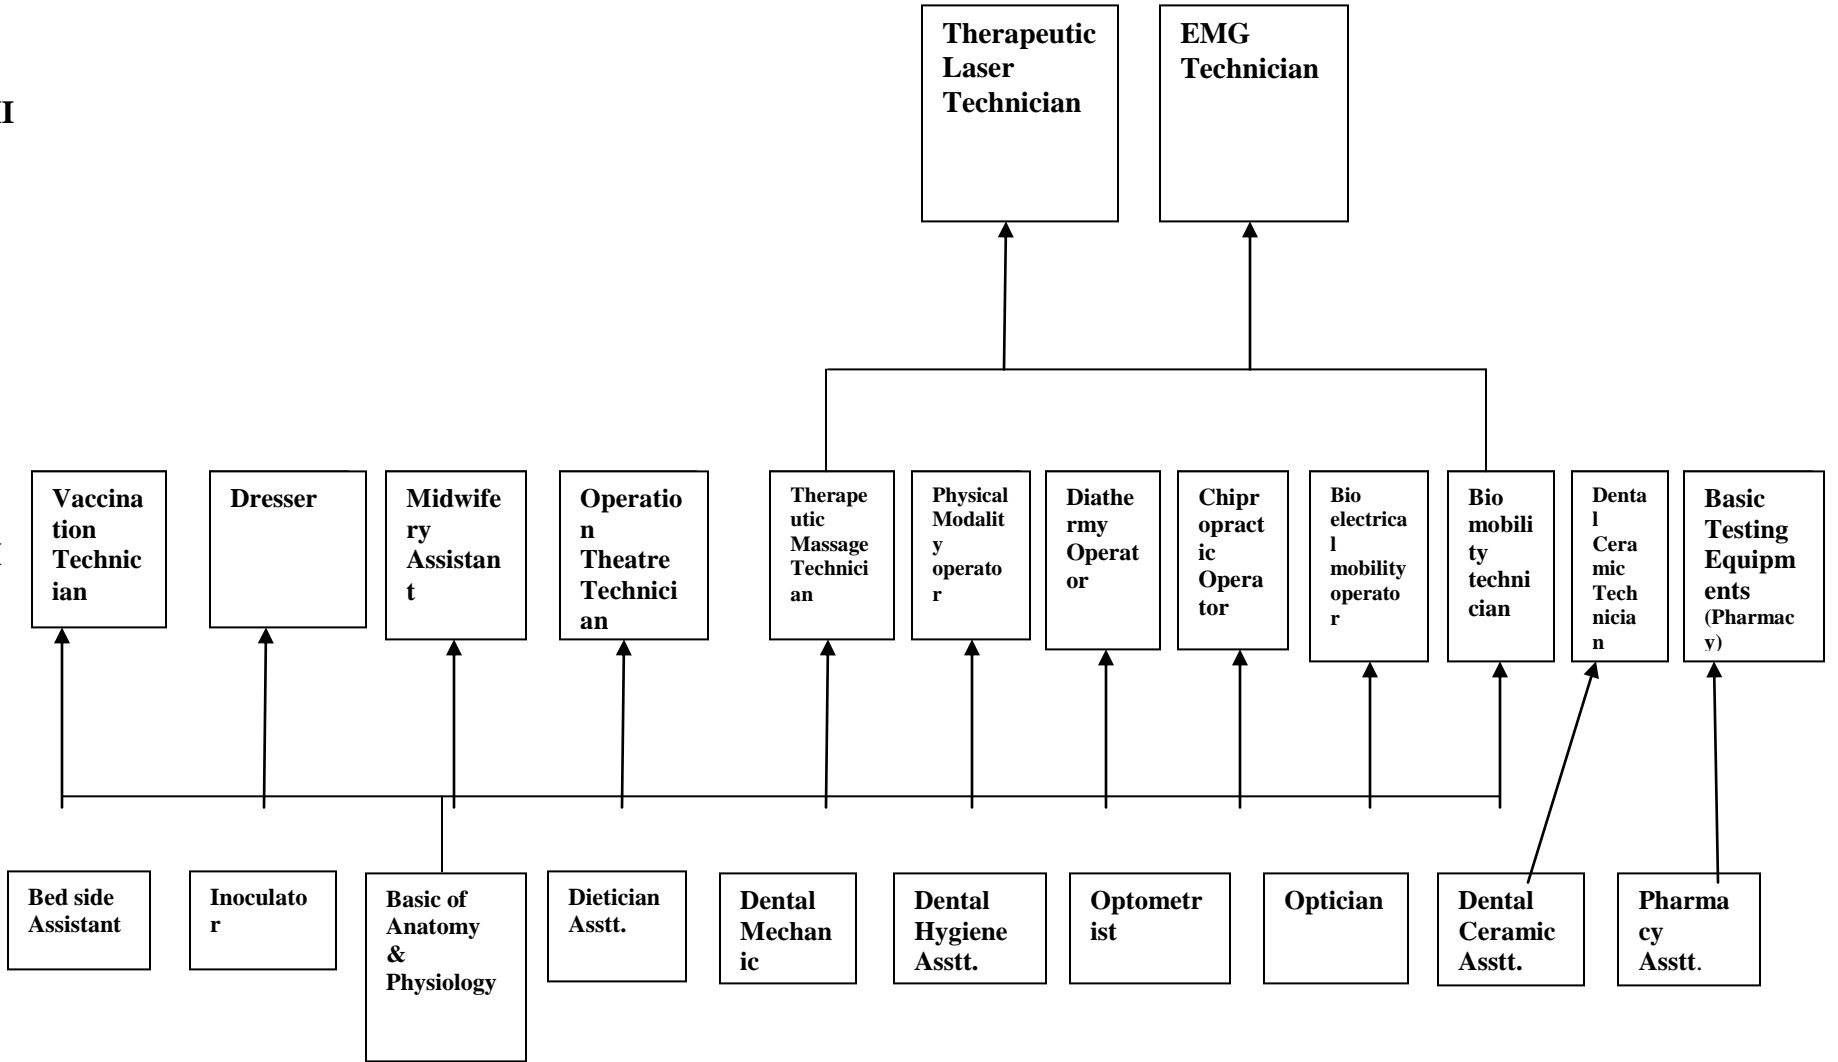 Therapeutic
Laser
Technician
EMG
Technician
II
Vaccina
tion
Technic
ian
Dresser
Midwife
ry
Assistan
t
Operatio
n
Theatre
Technici
an
Therape
utic
Massage
Technici
an
Physical
Modalit
y
operato
r
Diathe
rmy
Operat
or
Chipr
opract
ic
Opera
tor
Bio
electrica
l
mobility
operato
r
Bio
mobili
ty
techni
cian
Denta
l
Cera
mic
Tech
nicia
n
Basic
Testing
Equipm
ents
(Pharmac
y)
Bed side
Assistant
Inoculato
r
Basic of
Anatomy
&
Physiology
Dietician
Asstt.
Dental
Mechan
ic
Dental
Hygiene
Asstt.
Optometr
ist
Optician
Dental
Ceramic
Asstt.
Pharma
cy
Asstt.